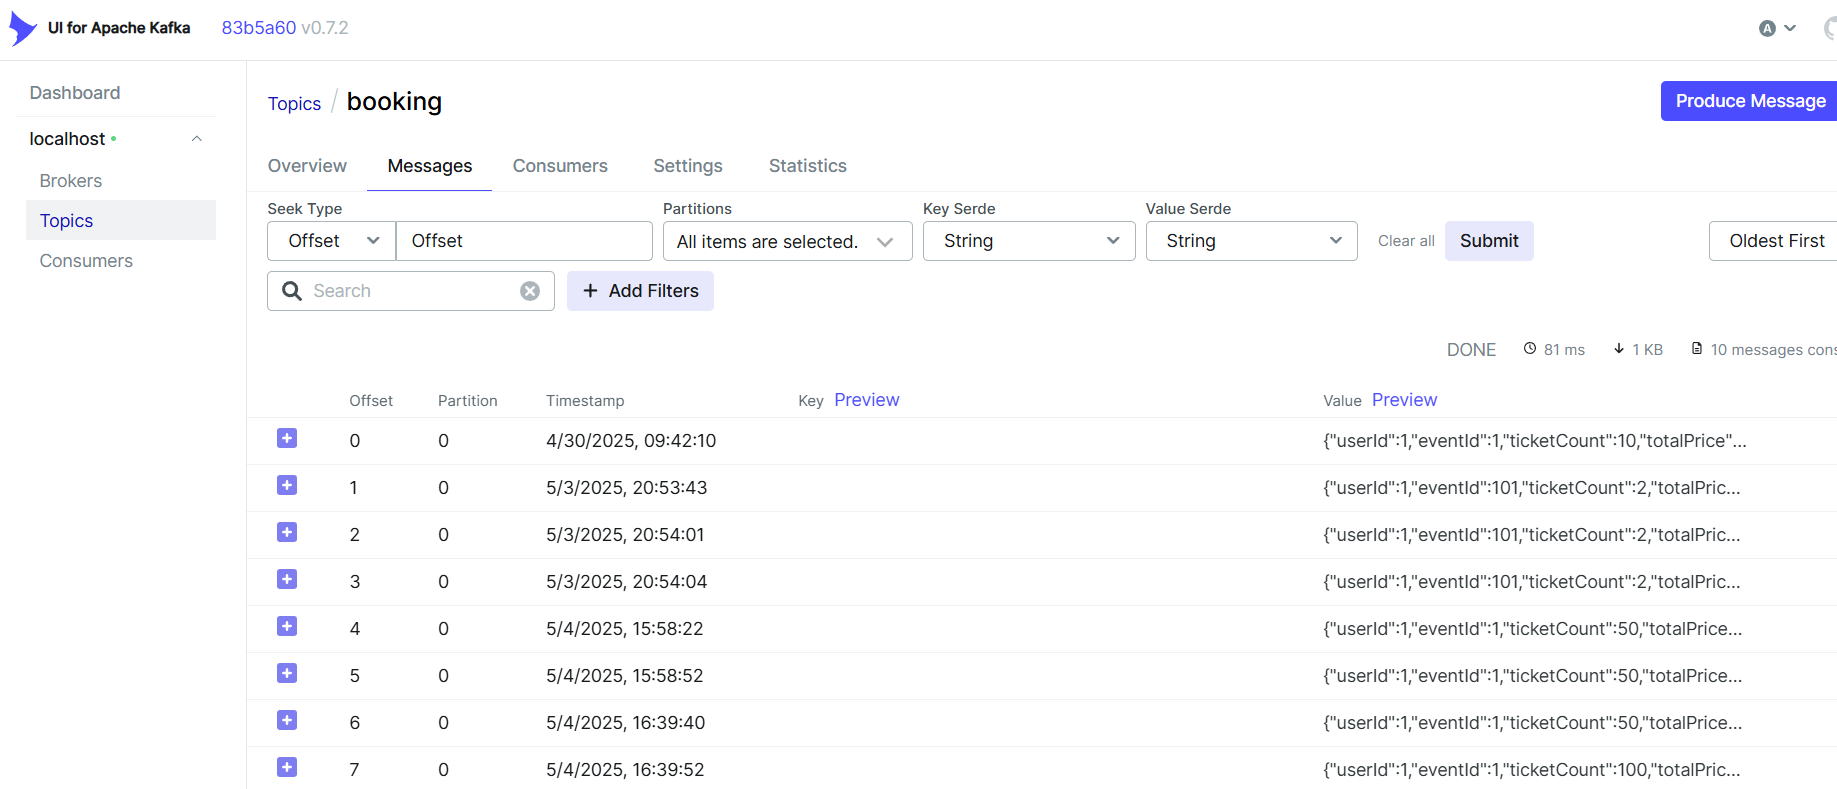 UI for Apache Kafka 83b5a60 v0.7.2 A
Dashboard
localhost
Brokers
Topics
Consumers
Topics / booking
Produce Message
Overview Messages Consumers Settings Statistics
Seek Type Partitions Key Serde Value Serde
Offset Offset All items are selected. String String Clear all Submit Oldest First
Search + Add Filters
DONE 81 ms 1 KB 10 messages cons
Offset Partition Timestamp Key Preview Value Preview
0 0 4/30/2025, 09:42:10 {"userId":1,"eventId":1,"ticketCount":10,"totalPrice"...
1 0 5/3/2025, 20:53:43 {"userId":1,"eventId":101,"ticketCount":2,"totalPric...
2 0 5/3/2025, 20:54:01 {"userId":1,"eventId":101,"ticketCount":2,"totalPric...
3 0 5/3/2025, 20:54:04 {"userId":1,"eventId":101,"ticketCount":2,"totalPric...
4 0 5/4/2025, 15:58:22 {"userId":1,"eventId":1,"ticketCount":50,"totalPrice...
5 0 5/4/2025, 15:58:52 {"userId":1,"eventId":1,"ticketCount":50,"totalPrice...
6 0 5/4/2025, 16:39:40 {"userId":1,"eventId":1,"ticketCount":50,"totalPrice...
7 0 5/4/2025, 16:39:52 {"userId":1,"eventId":1,"ticketCount":100,"totalPric...